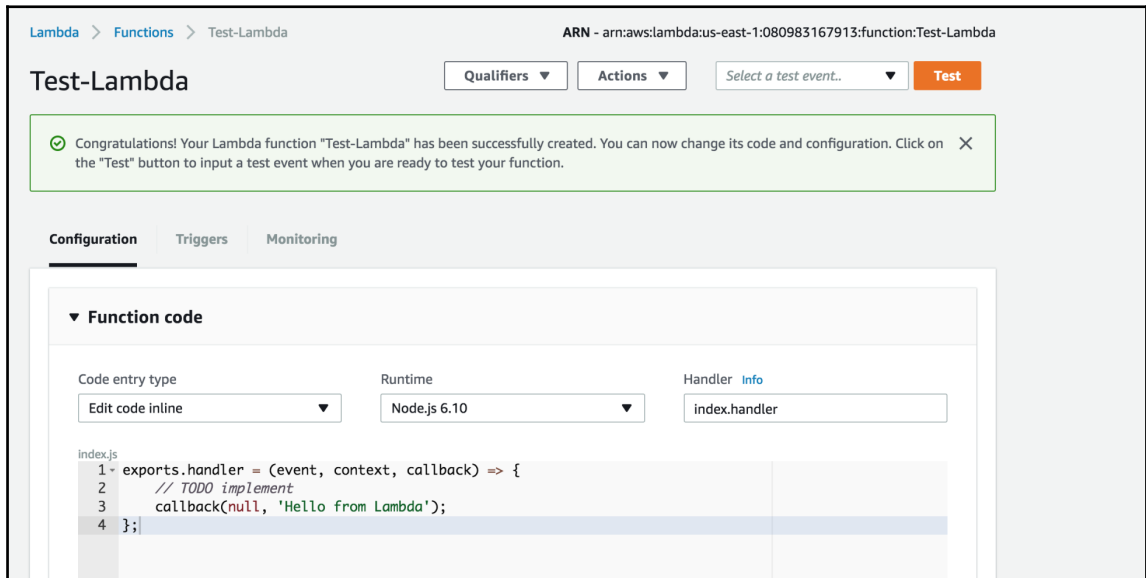 Lambda > Functions > Test-Lambda
ARN - arn:aws:lambda:us-east-1:080983167913:function:Test-Lambda
Test-Lambda
Qualifiers
Actions
Select a test event..
Test
Congratulations! Your Lambda function "Test-Lambda" has been successfully created. You can now change its code and configuration. Click on
the "Test" button to input a test event when you are ready to test your function.
Configuration
Triggers
Monitoring
Function code
Code entry type
Runtime
Handler Info
Edit code inline
Node.js 6.10
index.handler
index.js
1 exports.handler = (event, context, callback) => {
2 // TODO implement
3 callback(null, 'Hello from Lambda');
4 };